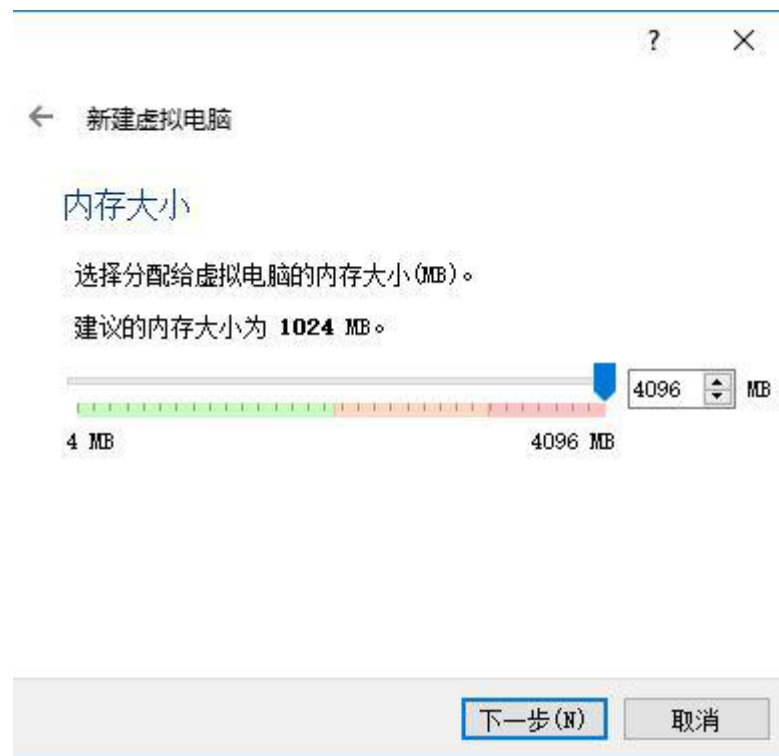 ?
新建虚拟电脑
内存大小
选择分配给虚拟电脑的内存大小(MB)。
建议的内存大小为 1024 MB。
4096 MB
4 MB 4096 MB
下一步(N) 取消